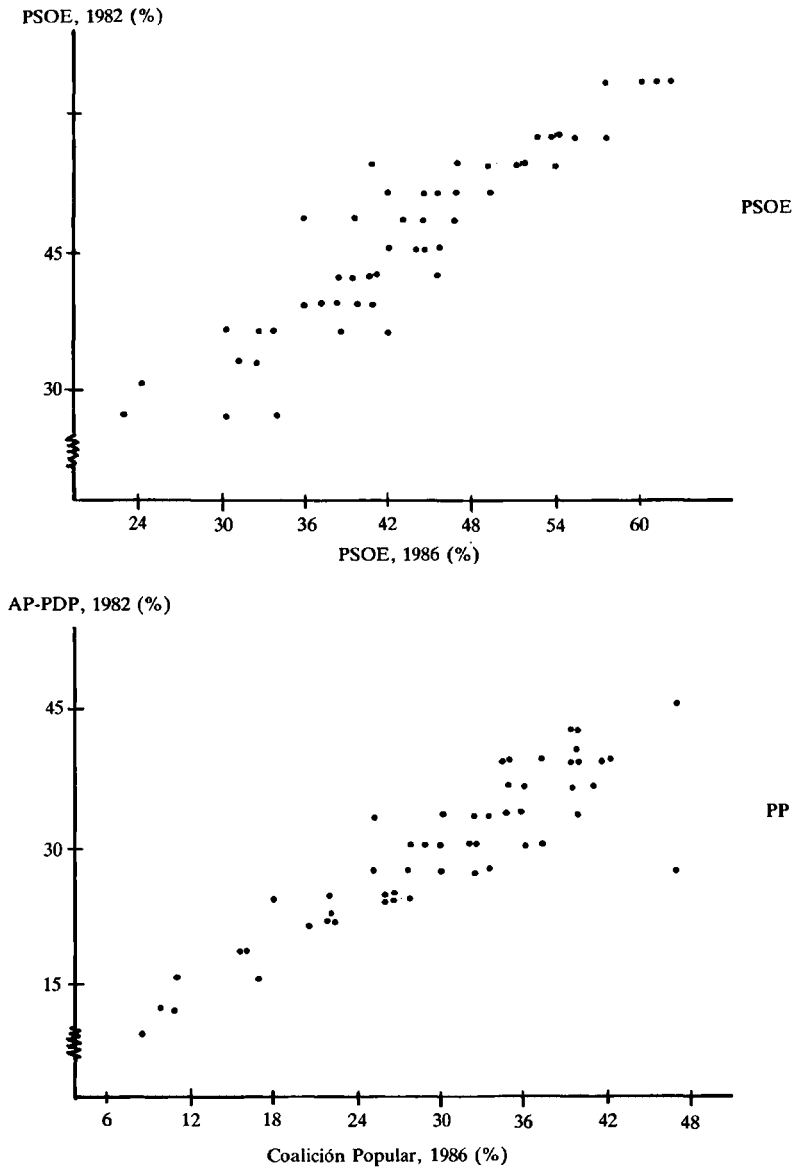 PSOE, 1982 (%)
PSOE
45
30
24 30 36 42 48 54 60
PSOE, 1986 (%)
AP-PDP, 1982 (%)
45
PP
30
15
6 12 18 24 30 36 42 48
Coalición Popular, 1986 (%)